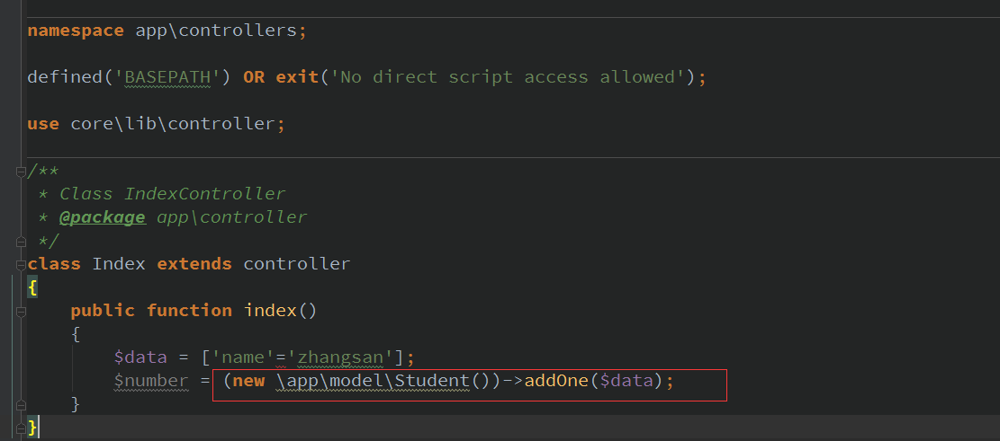 namespace app\controllers;
defined('BASEPATH') OR exit('No direct script access allowed');
use core\lib\controller;
/**
* Class IndexController
* @package app\controller
*/
class Index extends controller
{
public function index()
{
$data = ['name'='zhangsan'];
$number = (new \app\model\Student())->addOne($data);
}
}